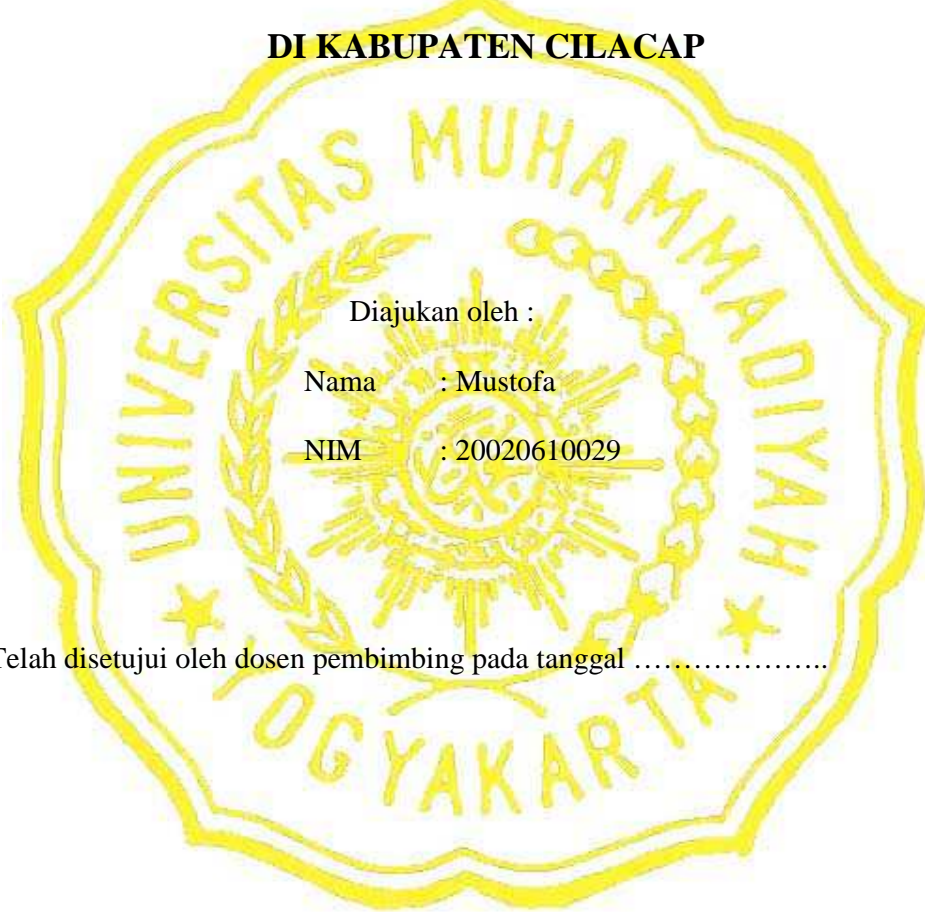 DI KABUPATEN CILACAP
UNIVERSITAS MUHAMMADIYAH
Diajukan oleh :
Nama : Mustofa
NIM : 20020610029
Telah disetujui oleh dosen pembimbing pada tanggal ………………..
YOGYAKARTA